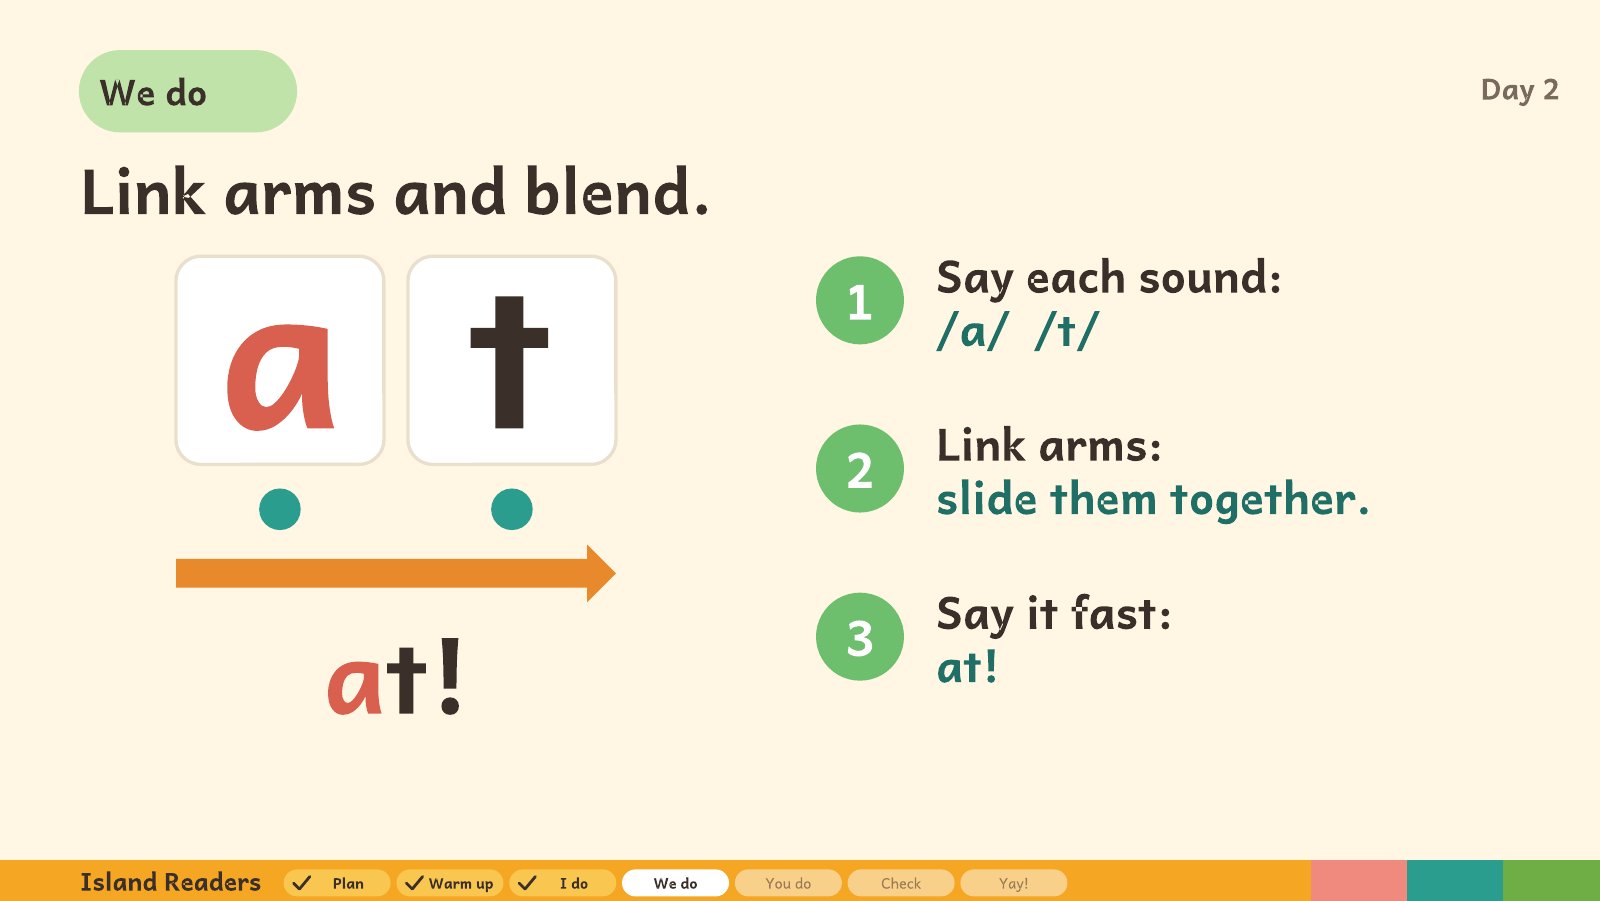 We do
Day 2
Link arms and blend.
a t
at!
1
Say each sound:
/a/ /t/
2
Link arms:
slide them together.
3
Say it fast:
at!
Island Readers Plan Warm up I do We do You do Check Yay!